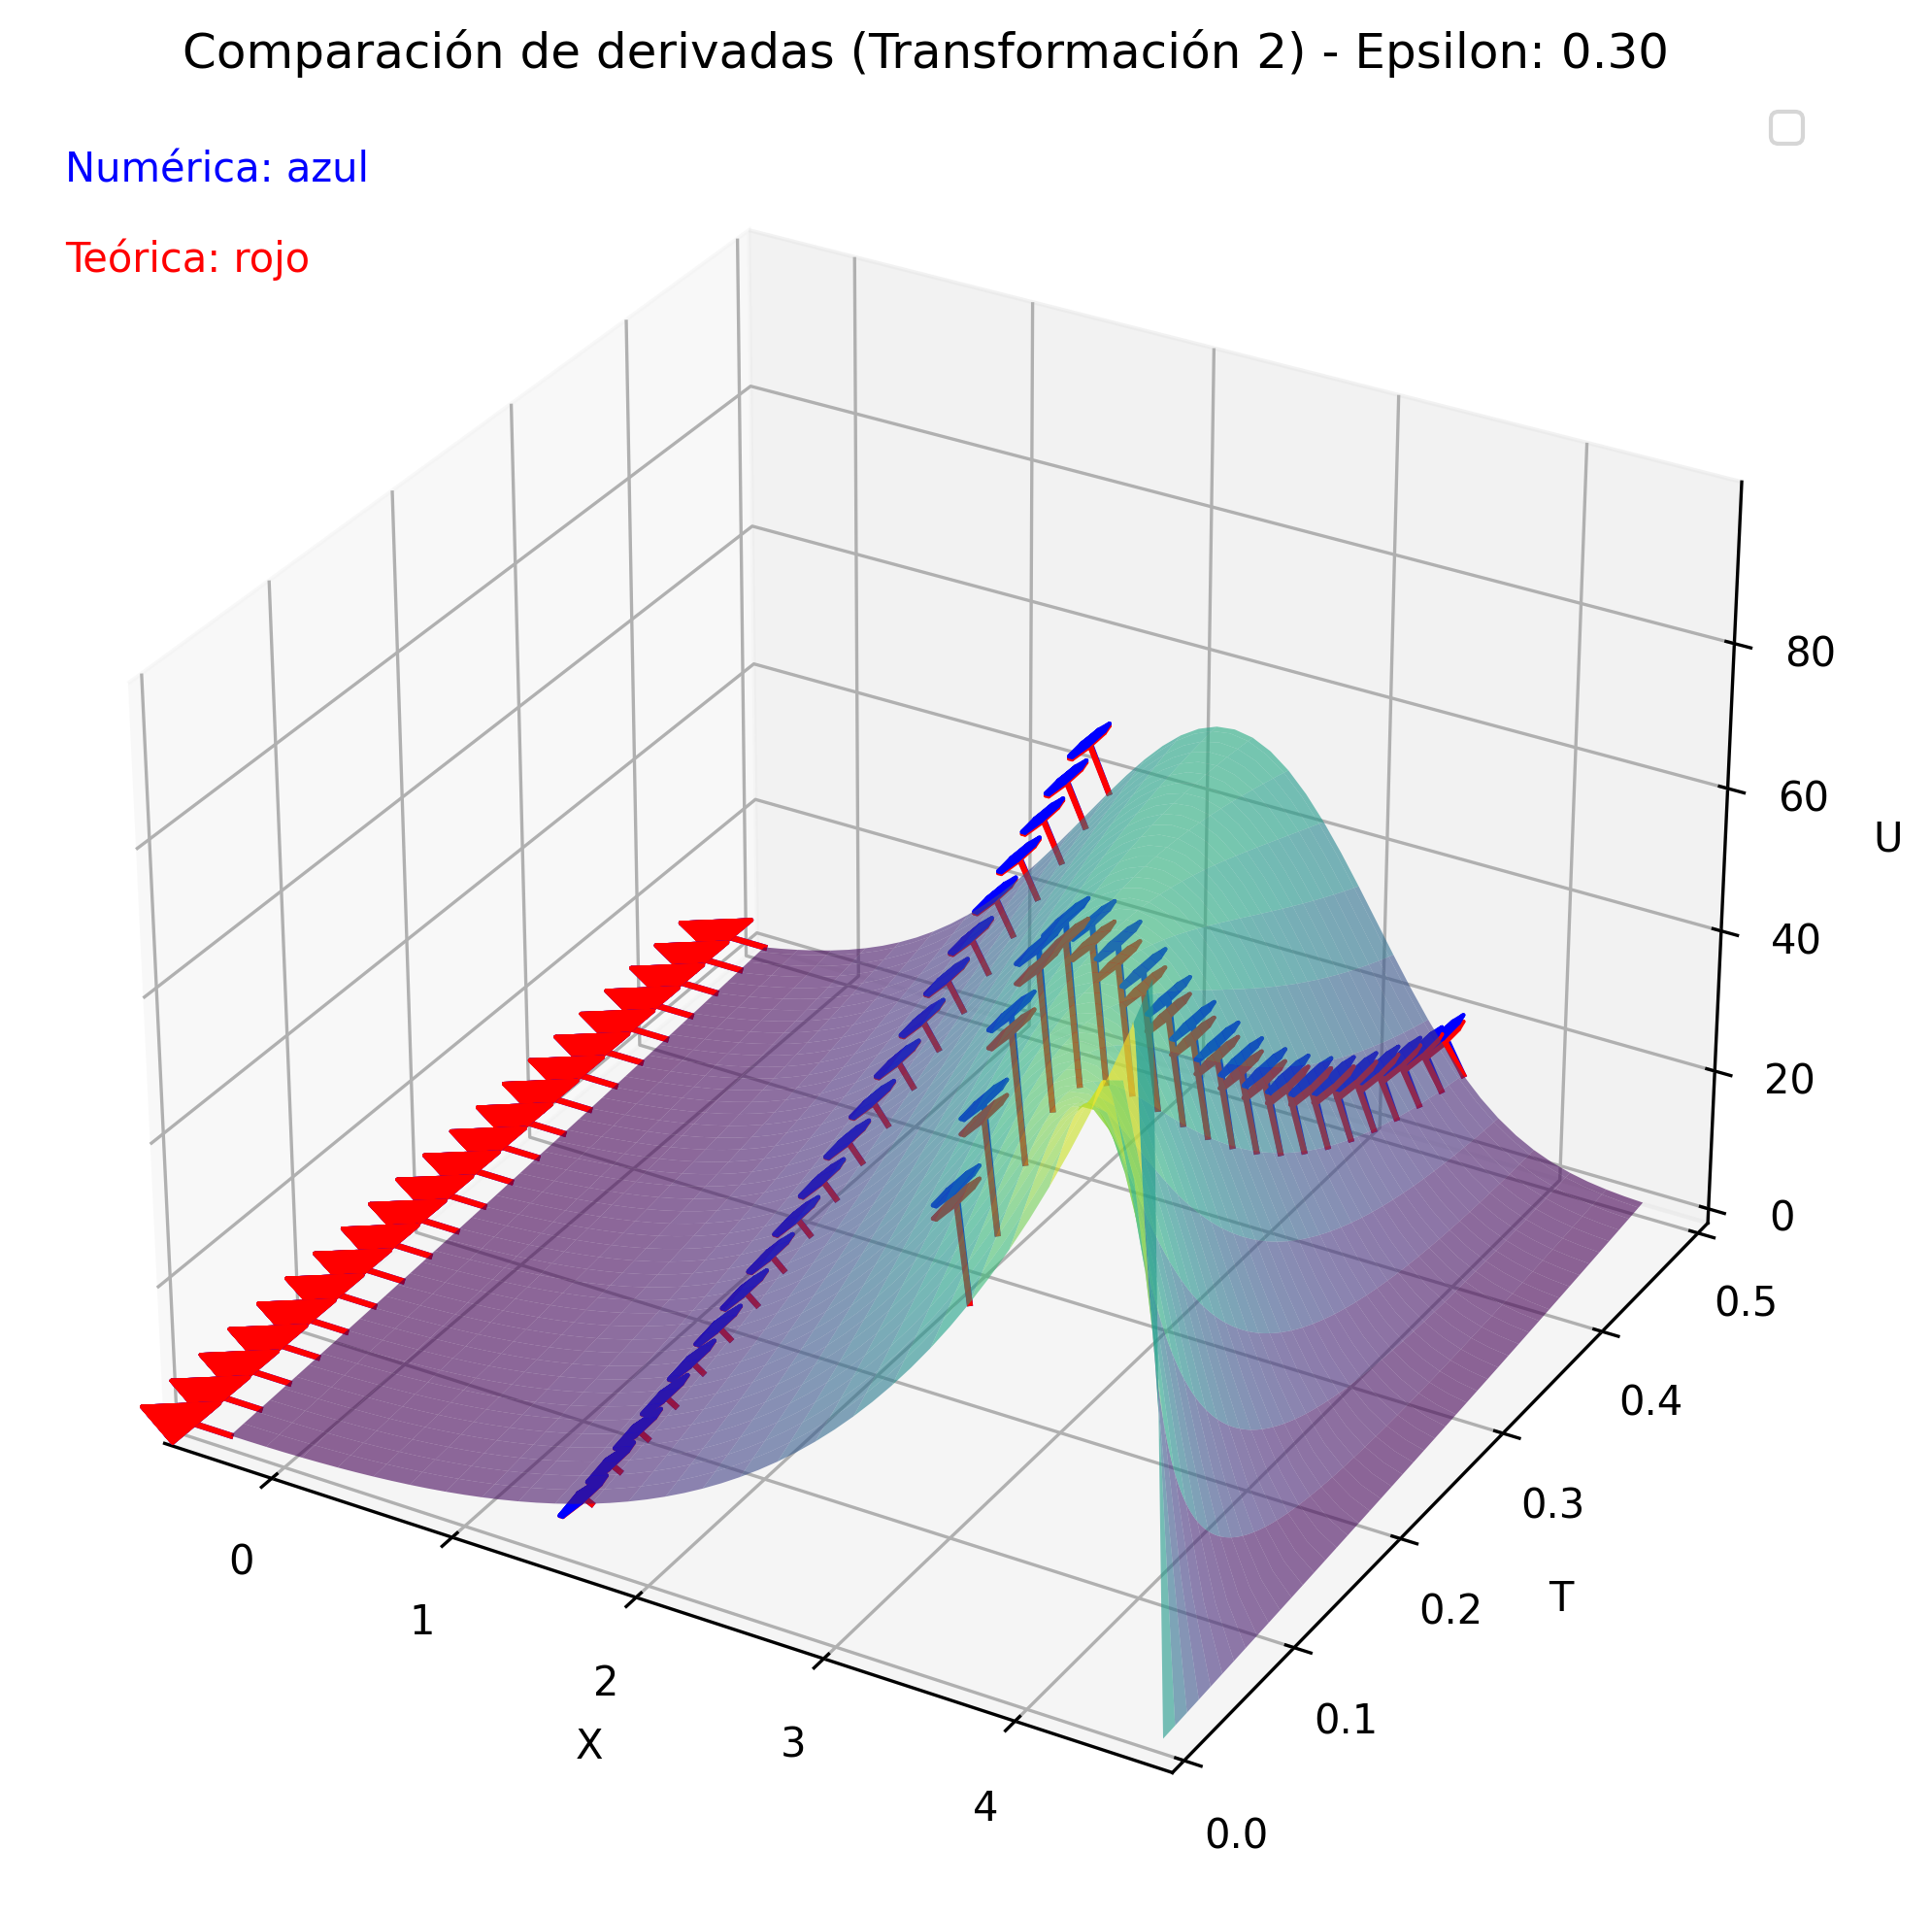 Comparación de derivadas (Transformación 2) - Epsilon: 0.30
Numérica: azul
Teórica: rojo
80
60
U
40
20
0
0.5
0.4
0.3
0.2
T
0.1
0.0
0
1
2
X
3
4